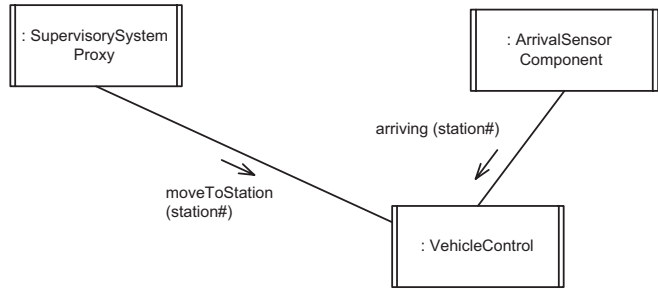 : SupervisorySystem
Proxy
: ArrivalSensor
Component
arriving (station#)
moveToStation
(station#)
: VehicleControl